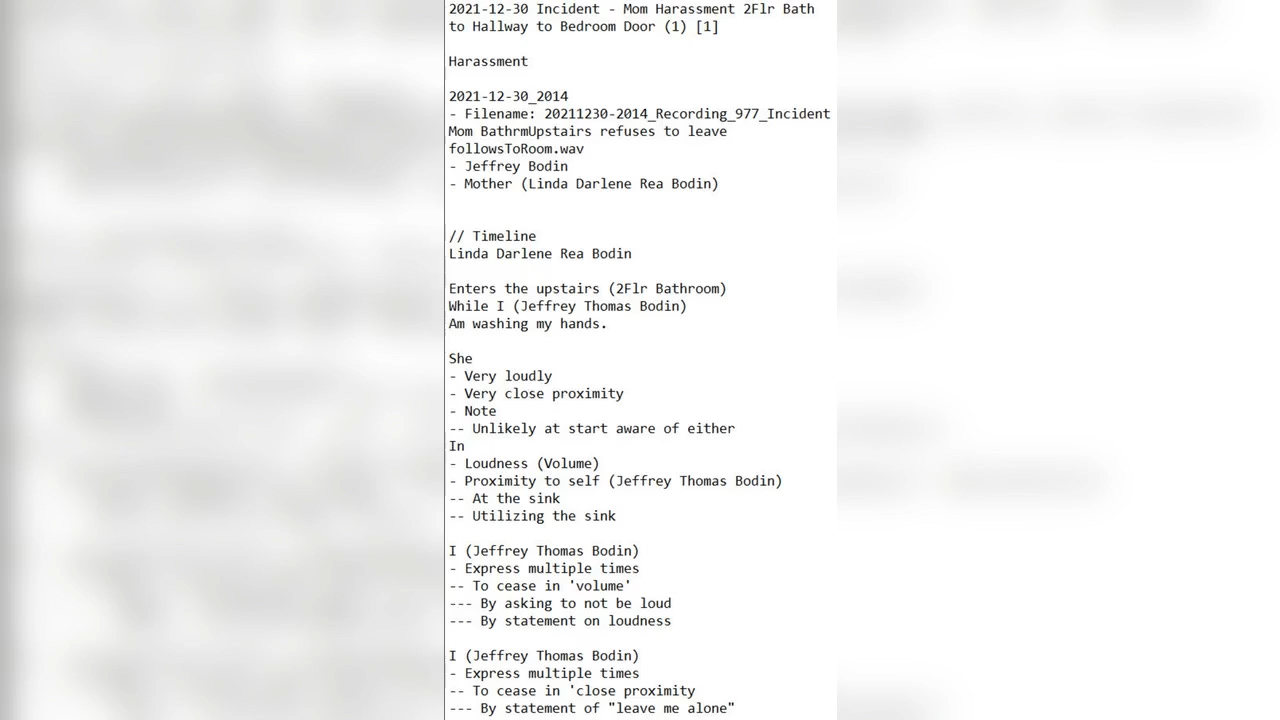 2021-12-30 Incident - Mom Harassment 2Flr Bath
to Hallway to Bedroom Door (1) [1]
Harassment
2021-12-30_2014
- Filename: 20211230-2014_Recording_977_Incident
Mom BathrmUpstairs refuses to leave
followsToRoom.wav
- Jeffrey Bodin
- Mother (Linda Darlene Rea Bodin)
// Timeline
Linda Darlene Rea Bodin
Enters the upstairs (2Flr Bathroom)
While I (Jeffrey Thomas Bodin)
Am washing my hands.
She
- Very loudly
- Very close proximity
- Note
-- Unlikely at start aware of either
In
- Loudness (Volume)
- Proximity to self (Jeffrey Thomas Bodin)
-- At the sink
-- Utilizing the sink
I (Jeffrey Thomas Bodin)
- Express multiple times
-- To cease in 'volume'
--- By asking to not be loud
--- By statement on loudness
I (Jeffrey Thomas Bodin)
- Express multiple times
-- To cease in 'close proximity
--- By statement of "leave me alone"